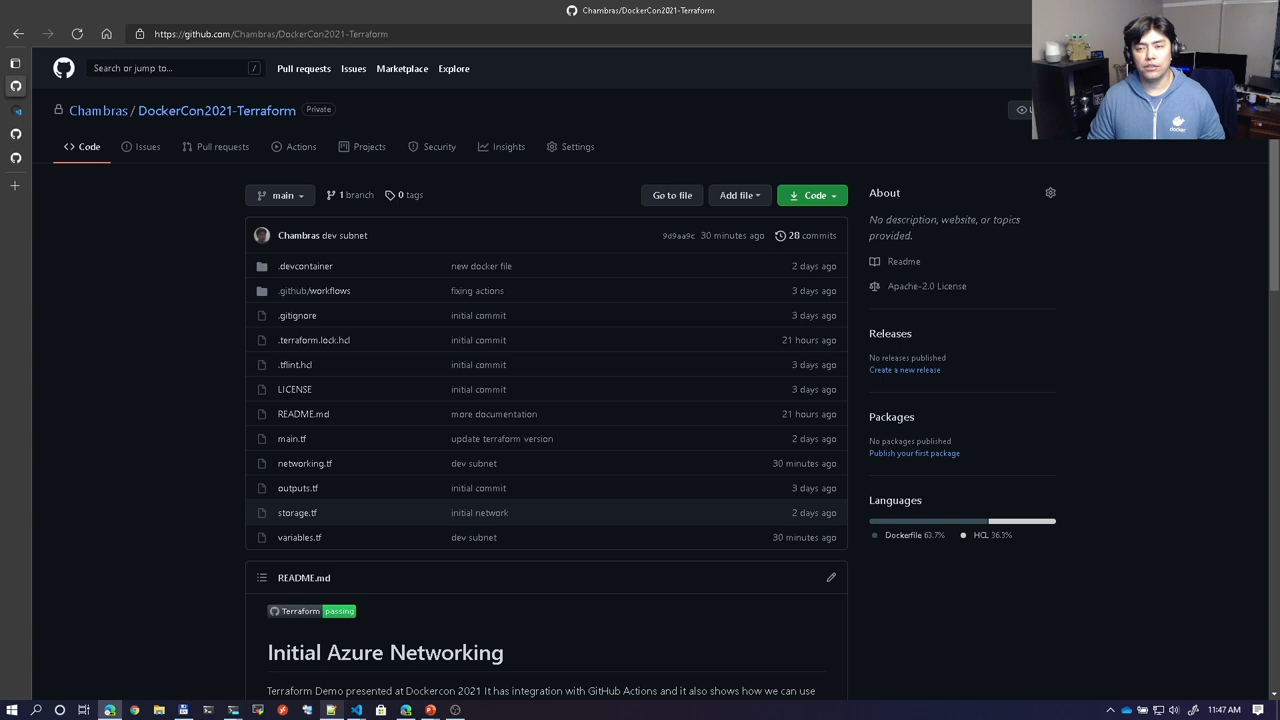 Chambras/DockerCon2021-Terraform
https://github.com/Chambras/DockerCon2021-Terraform
Search or jump to... /
Pull requests Issues Marketplace
Chambras / DockerCon2021-Terraform Private
Code Issues Pull requests Actions Projects Security Insights Settings
main 1 branch 0 tags Go to file Add file Code
Chambras dev subnet 9d9aa9c 30 minutes ago 28 commits
.devcontainer new docker file 2 days ago
.github/workflows fixing actions 3 days ago
.gitignore initial commit 3 days ago
.terraform.lock.hcl initial commit 21 hours ago
.tflint.hcl initial commit 3 days ago
LICENSE initial commit 3 days ago
README.md more documentation 21 hours ago
main.tf update terraform version 2 days ago
networking.tf dev subnet 30 minutes ago
outputs.tf initial commit 3 days ago
storage.tf initial network 2 days ago
variables.tf dev subnet 30 minutes ago
README.md
Terraform passing
Initial Azure Networking
Terraform Demo presented at Dockercon 2021 It has integration with GitHub Actions and it also shows how we can use
About
No description, website, or topics
provided.
Readme
Apache-2.0 License
Releases
No releases published
Create a new release
Packages
No packages published
Publish your first package
Languages
Dockerfile 63.7% HCL 36.3%
docker
11:47 AM